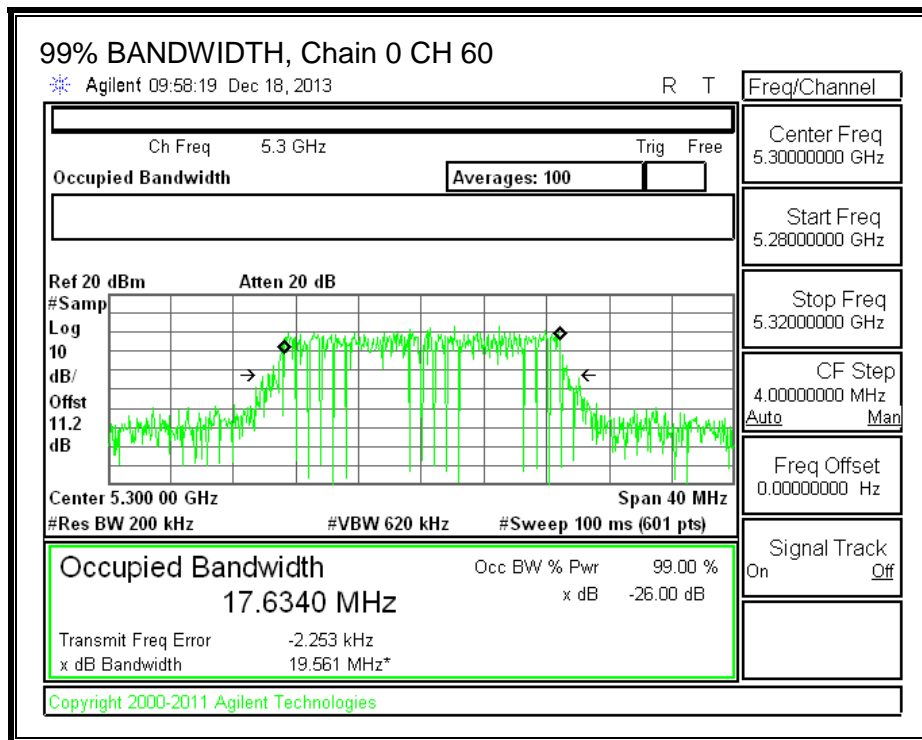 99% BANDWIDTH, Chain 0 CH 60
Agilent 09:58:19 Dec 18, 2013 R T
Ch Freq 5.3 GHz Trig Free
Occupied Bandwidth Averages: 100
Ref 20 dBm Atten 20 dB
#Samp
Log
10
dB/
Offst
11.2
dB
Center 5.300 00 GHz Span 40 MHz
#Res BW 200 kHz #VBW 620 kHz #Sweep 100 ms (601 pts)
Occupied Bandwidth Occ BW % Pwr 99.00 %
17.6340 MHz x dB -26.00 dB
Transmit Freq Error -2.253 kHz
x dB Bandwidth 19.561 MHz*
Copyright 2000-2011 Agilent Technologies
Freq/Channel
Center Freq
5.30000000 GHz
Start Freq
5.28000000 GHz
Stop Freq
5.32000000 GHz
CF Step
4.00000000 MHz
Auto Man
Freq Offset
0.00000000 Hz
Signal Track
On Off